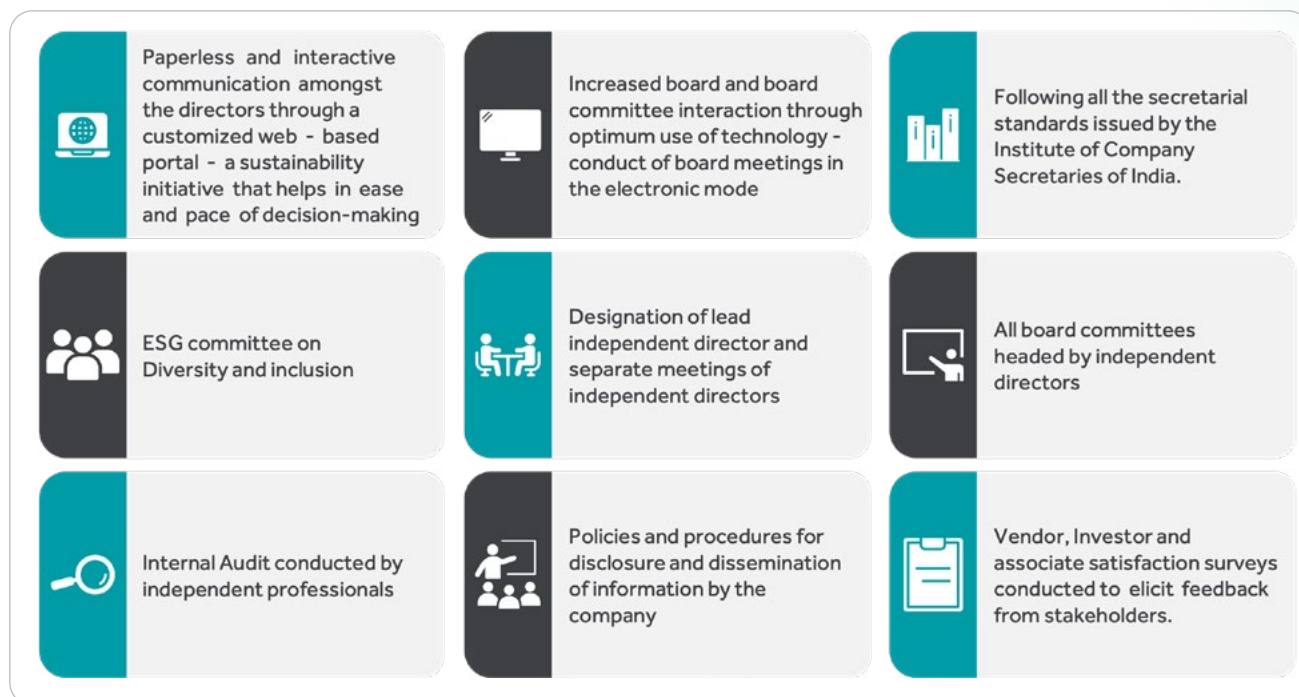 Paperless and interactive
communication amongst
the directors through a
customized web - based
portal - a sustainability
initiative that helps in ease
and pace of decision-making
Increased board and board
committee interaction through
optimum use of technology -
conduct of board meetings in
the electronic mode
Following all the secretarial
standards issued by the
Institute of Company
Secretaries of India.
ESG committee on
Diversity and inclusion
Designation of lead
independent director and
separate meetings of
independent directors
All board committees
headed by independent
directors
Internal Audit conducted by
independent professionals
Policies and procedures for
disclosure and dissemination
of information by the
company
Vendor, Investor and
associate satisfaction surveys
conducted to elicit feedback
from stakeholders.